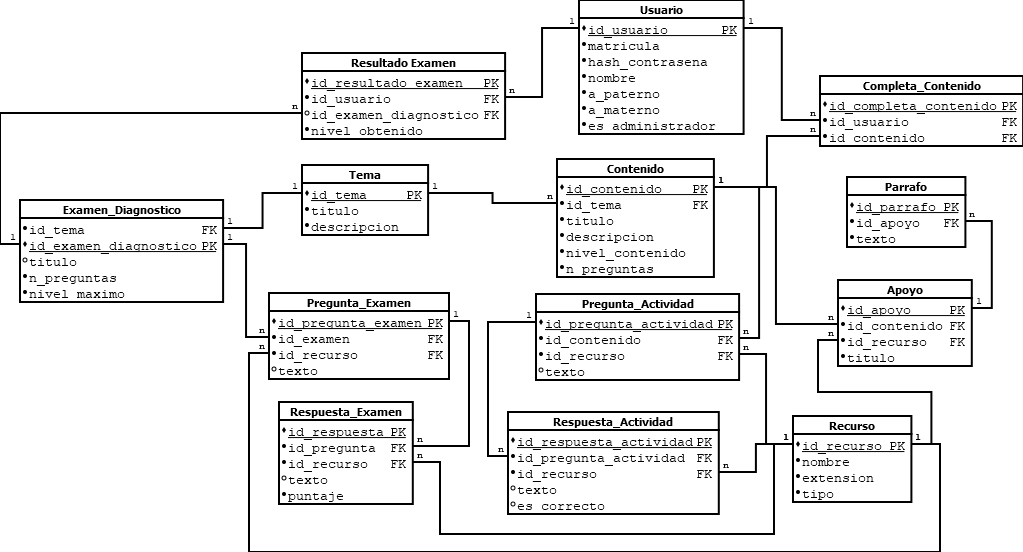 Usuario
id_usuario PK
matricula
hash_contrasena
nombre
a_paterno
a_materno
es_administrador
1
1
Resultado Examen
id_resultado_examen PK
id_usuario FK
id_examen_diagnostico FK
nivel_obtenido
n
n
Completa_Contenido
id_completa_contenido PK
id_usuario FK
id_contenido FK
n
n
Tema
id_tema PK
titulo
descripcion
1
1
Contenido
id_contenido PK
id_tema FK
titulo
descripcion
nivel_contenido
n_preguntas
n
1
Parrafo
id_parrafo PK
id_apoyo FK
texto
n
Examen_Diagnostico
id_tema FK
id_examen_diagnostico PK
titulo
n_preguntas
nivel_maximo
1
1
1
Pregunta_Examen
id_pregunta_examen PK
id_examen FK
id_recurso FK
texto
n
n
1
Pregunta_Actividad
id_pregunta_actividad PK
id_contenido FK
id_recurso FK
texto
1
n
n
Apoyo
id_apoyo PK
id_contenido FK
id_recurso FK
titulo
1
n
n
Respuesta_Examen
id_respuesta PK
id_pregunta FK
id_recurso FK
texto
puntaje
n
n
Respuesta_Actividad
id_respuesta_actividad PK
id_pregunta_actividad FK
id_recurso FK
texto
es_correcto
n
n
Recurso
id_recurso PK
nombre
extension
tipo
1
1